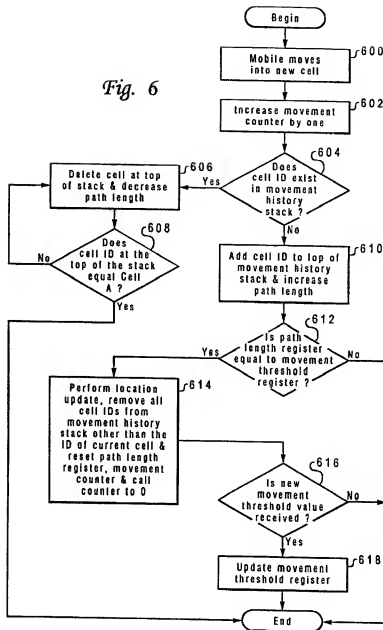 Fig. 6
Begin
Mobile moves
into new cell
600
Increase movement
counter by one
602
Does
cell ID exist
in movement
history
stack ?
604
Yes
No
Delete cell at top
of stack & decrease
path length
606
Does
cell ID at the
top of the stack
equal Cell
A ?
608
No
Yes
Add cell ID to top of
movement history
stack & increase
path length
610
Is path
length register
equal to movement
threshold
register ?
612
Yes
No
Perform location
update, remove all
cell IDs from
movement history
stack other than
the ID of current cell &
reset path length
register, movement
counter & call
counter to 0
614
Is new
movement
threshold value
received ?
616
No
Yes
Update movement
threshold register
618
End